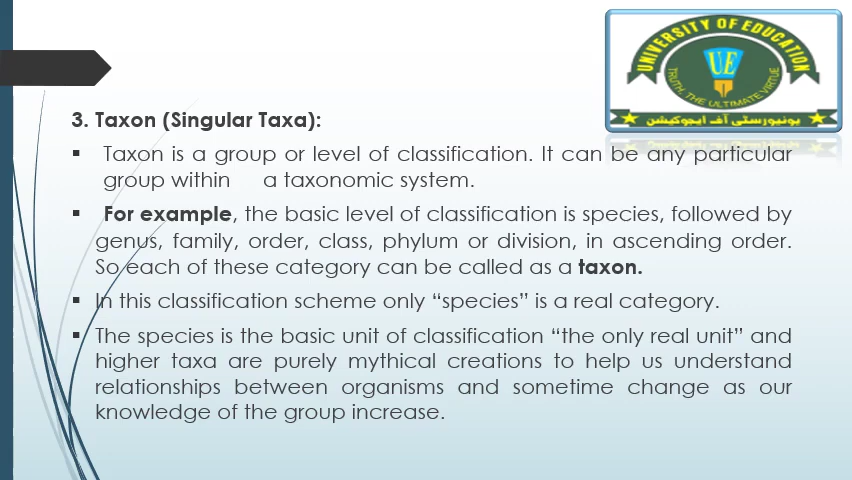 UNIVERSITY OF EDUCATION
UE
TRUTH, THE ULTIMATE VIRTUE
یونیورسٹی آف ایجوکیشن
3. Taxon (Singular Taxa):
▪ Taxon is a group or level of classification. It can be any particular
group within a taxonomic system.
▪ For example, the basic level of classification is species, followed by
genus, family, order, class, phylum or division, in ascending order.
So each of these category can be called as a taxon.
▪ In this classification scheme only “species” is a real category.
▪ The species is the basic unit of classification “the only real unit” and
higher taxa are purely mythical creations to help us understand
relationships between organisms and sometime change as our
knowledge of the group increase.